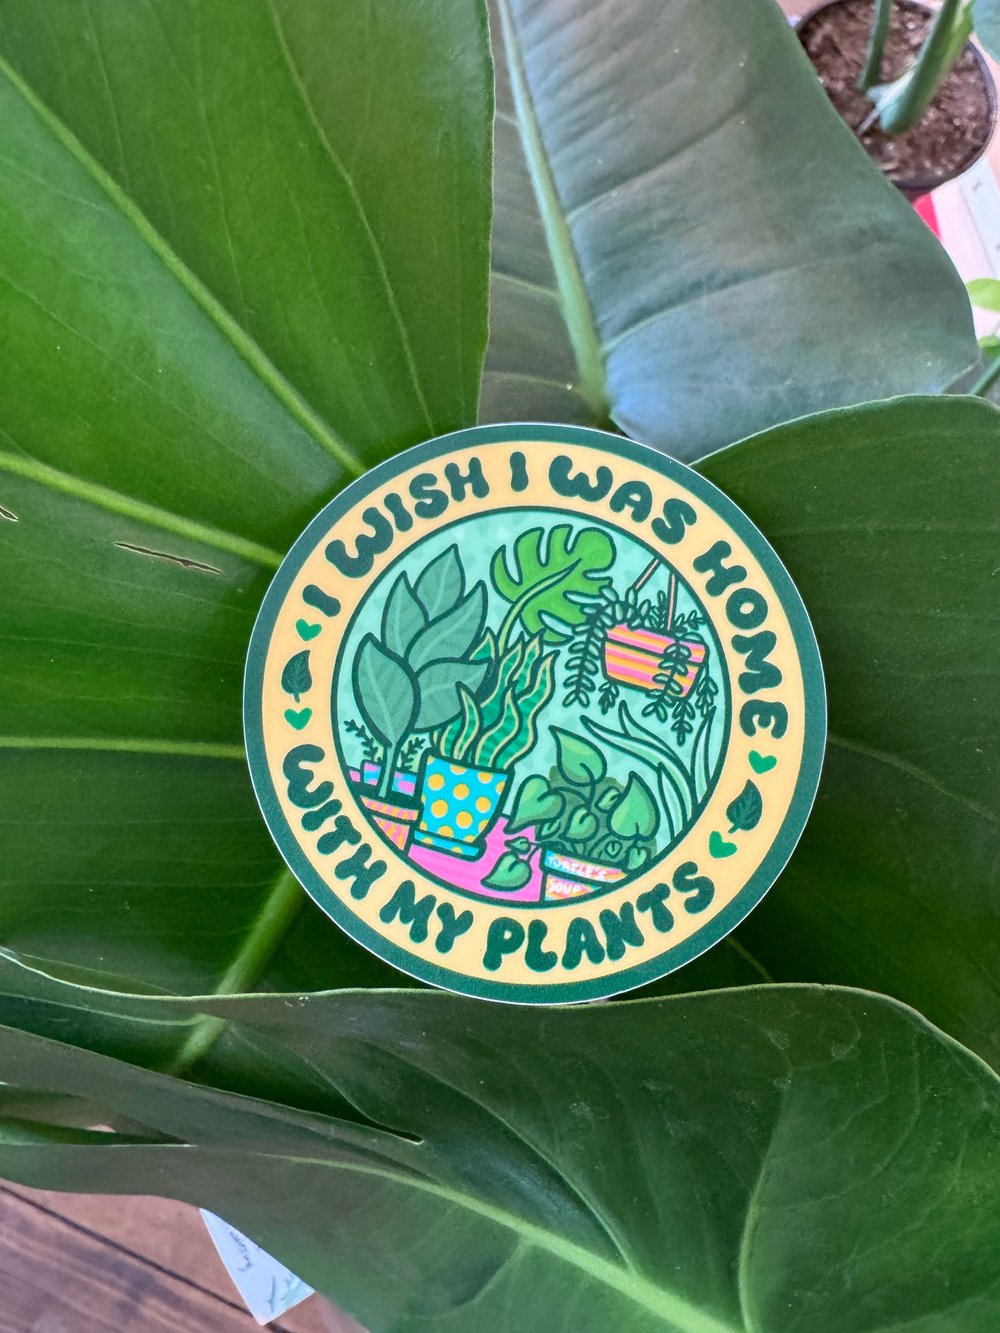 I WISH I WAS HOME
WITH MY PLANTS
TURTLE'S
SOUP